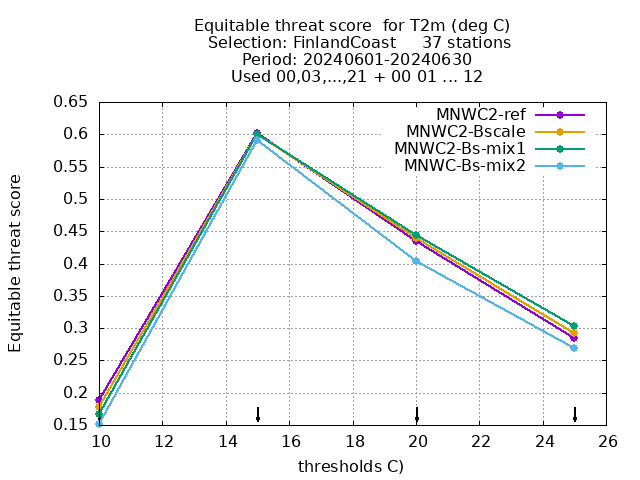 Equitable threat score  for T2m (deg C)
Selection: FinlandCoast     37 stations
Period: 20240601-20240630
Used 00,03,...,21 + 00 01 ... 12
MNWC2-ref
MNWC2-Bscale
MNWC2-Bs-mix1
MNWC-Bs-mix2
Equitable threat score
0.65
0.6
0.55
0.5
0.45
0.4
0.35
0.3
0.25
0.2
0.15
10 12 14 16 18 20 22 24 26
thresholds C)